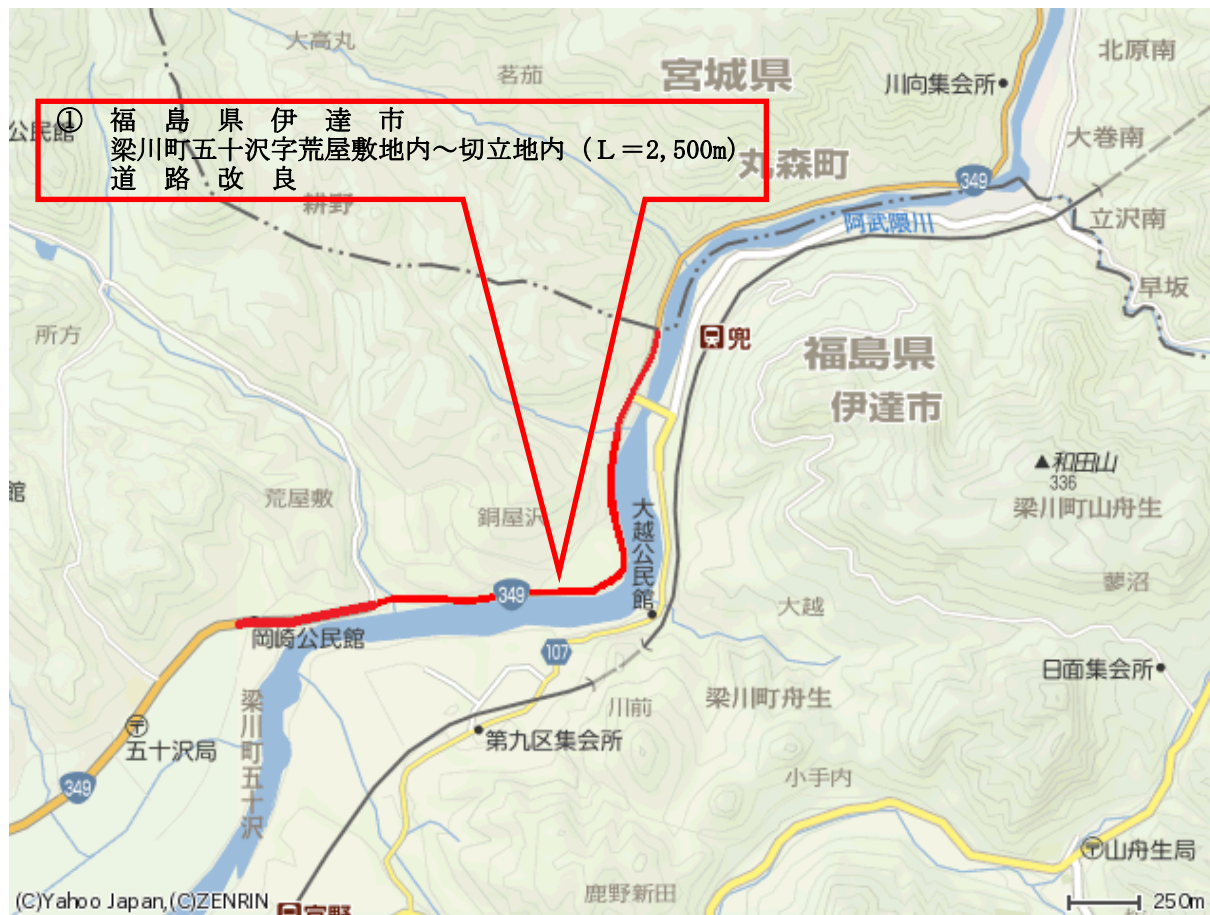 大高丸
茗荷
宮城県
北原南
川向集会所
公民館
① 福島県伊達市
梁川町五十沢字荒屋敷地内～切立地内（L＝2,500m）
道路改良
大巻南
丸森町
349
耕野
阿武隈川
立沢南
早坂
所方
兜
福島県
伊達市
和田山
336
梁川町山舟生
館
荒屋敷
銅屋沢
大越公民館
349
蓼沼
大越
岡崎公民館
107
日面集会所
梁川町舟生
川前
梁川町五十沢
五十沢局
第九区集会所
349
小手内
山舟生局
鹿野新田
(C)Yahoo Japan,(C)ZENRIN
富野
250m